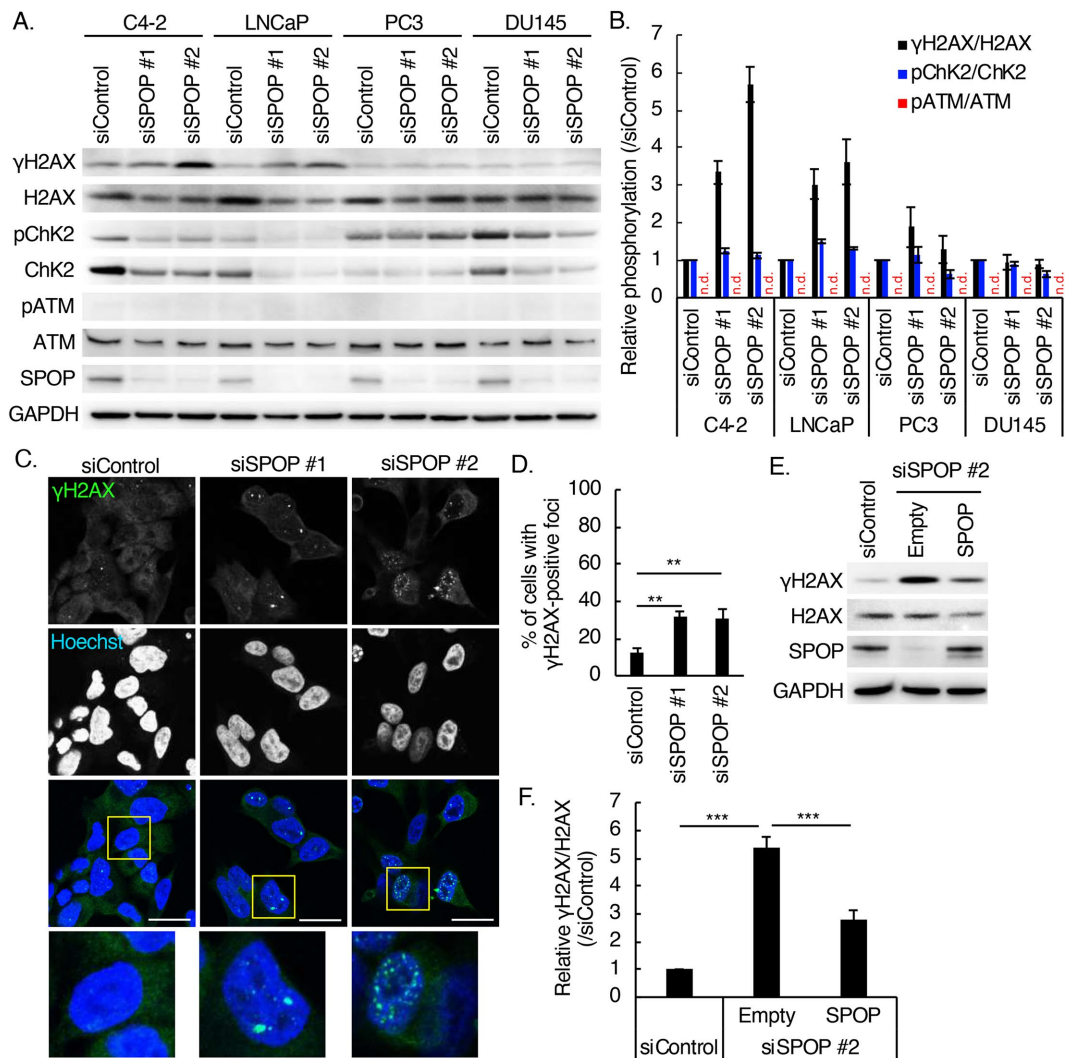 A.
C4-2 LNCaP PC3 DU145
siControl siSPOP #1 siSPOP #2 siControl siSPOP #1 siSPOP #2 siControl siSPOP #1 siSPOP #2 siControl siSPOP #1 siSPOP #2
γH2AX
H2AX
pChK2
ChK2
pATM
ATM
SPOP
GAPDH
B.
Relative phosphorylation (/siControl)
7
6
5
4
3
2
1
0
γH2AX/H2AX
pChK2/ChK2
pATM/ATM
n.d. n.d. n.d. n.d. n.d. n.d. n.d. n.d. n.d. n.d. n.d. n.d.
siControl siSPOP #1 siSPOP #2 siControl siSPOP #1 siSPOP #2 siControl siSPOP #1 siSPOP #2 siControl siSPOP #1 siSPOP #2
C4-2 LNCaP PC3 DU145
C.
siControl siSPOP #1 siSPOP #2
γH2AX
Hoechst
D.
% of cells with
γH2AX-positive foci
100
80
60
40
20
0
**
**
siControl siSPOP #1 siSPOP #2
E.
siSPOP #2
siControl Empty SPOP
γH2AX
H2AX
SPOP
GAPDH
F.
Relative γH2AX/H2AX
(/siControl)
8
7
6
5
4
3
2
1
0
*** ***
Empty SPOP
siControl siSPOP #2